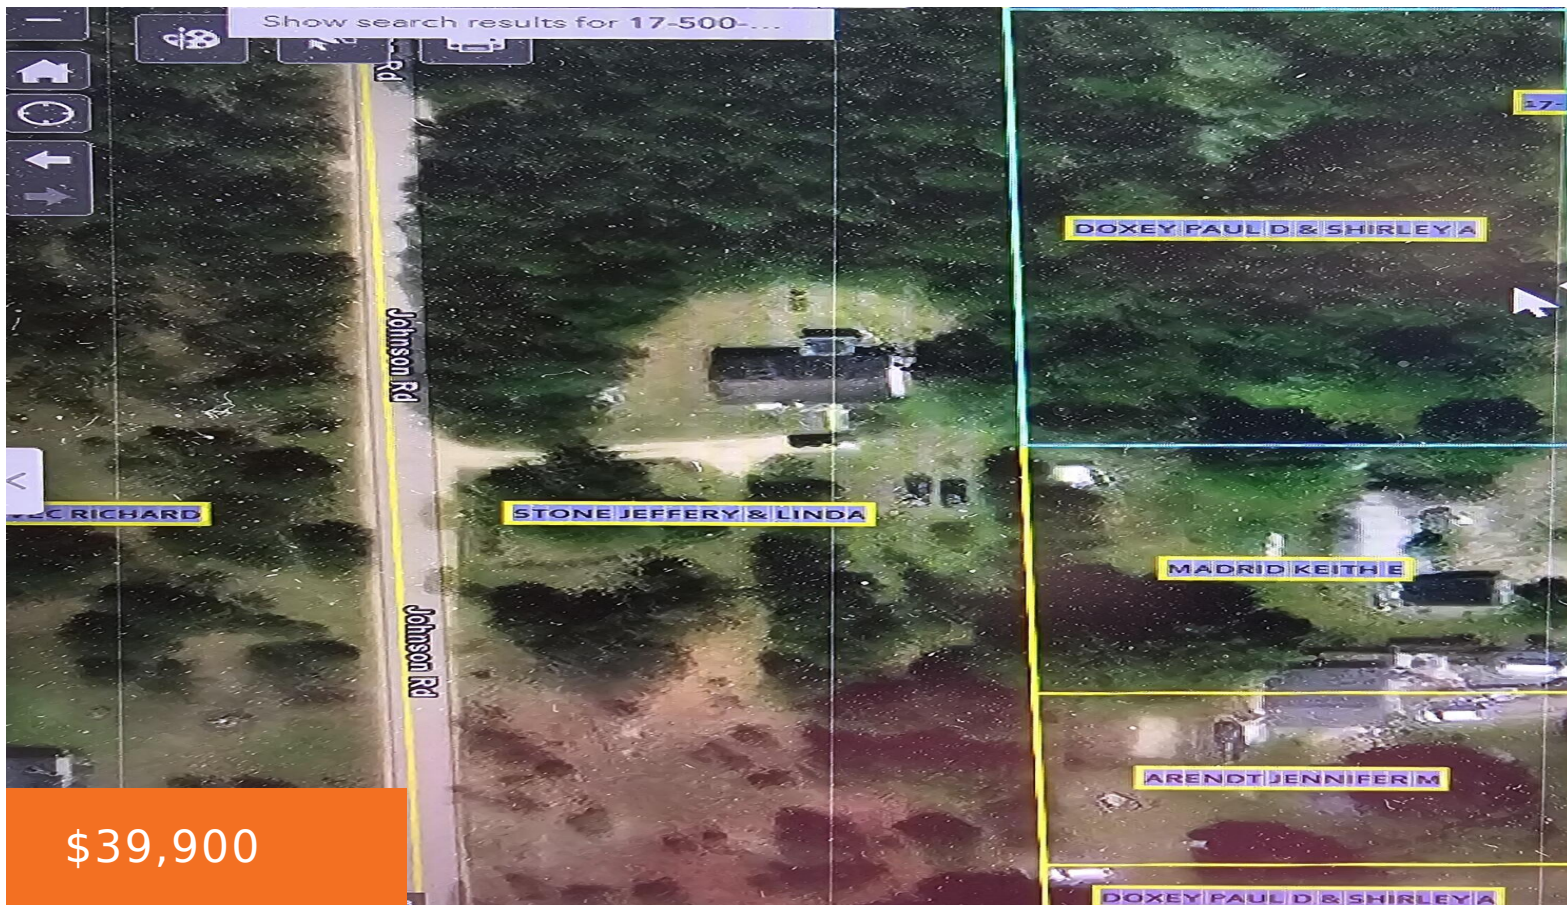 Show search results for 17-500-...
Rd
17-
DOXEY PAUL D & SHIRLEY A
Johnson Rd
RICHARD
STONE JEFFERY & LINDA
MADRID KEITH E
Johnson Rd
ARENDT JENNIFER M
$39,900
DOXEY PAUL D & SHIRLEY A